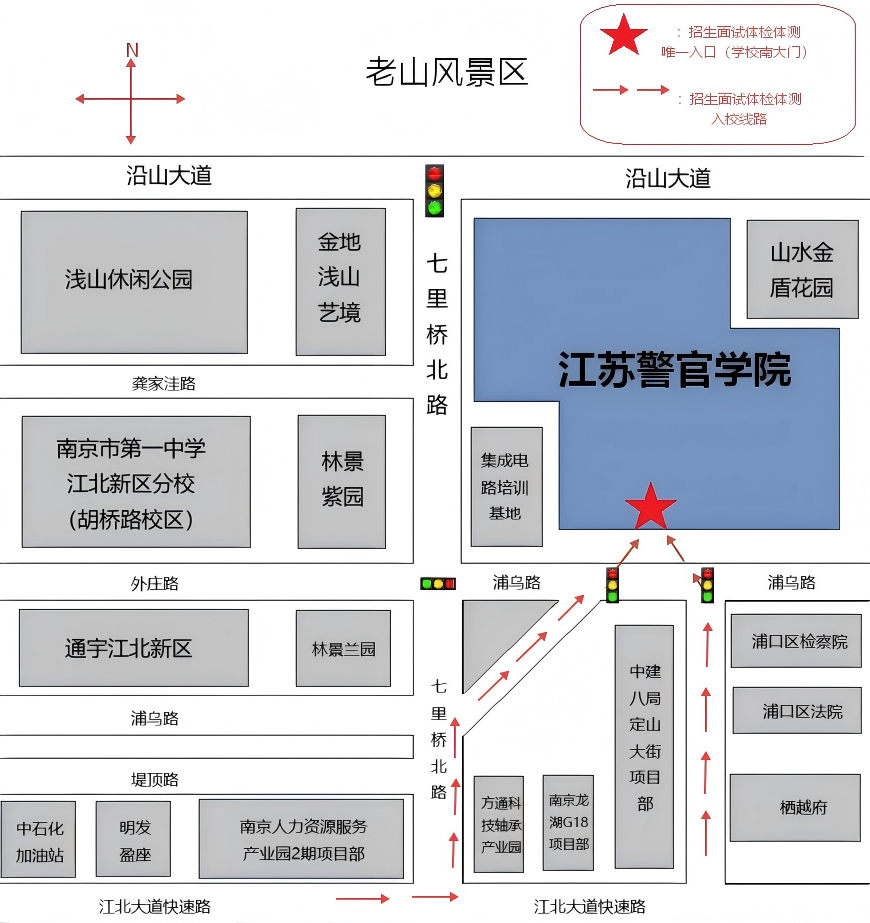 N
老山风景区
：招生面试体检体测
唯一入口（学校南大门）
：招生面试体检体测
入校线路
沿山大道
沿山大道
浅山休闲公园
金地
浅山
艺境
七
里
桥
北
路
山水金
盾花园
江苏警官学院
龚家洼路
南京市第一中学
江北新区分校
（胡桥路校区）
林景
紫园
集成电
路培训
基地
外庄路
浦乌路
浦乌路
通宇江北新区
林景兰园
七
里
桥
北
路
中建
八局
定山
大街
项目
部
浦口区检察院
浦口区法院
浦乌路
堤顶路
中石化
加油站
明发
盈座
南京人力资源服务
产业园2期项目部
方通科
技轴承
产业园
南京龙
湖G18
项目部
栖越府
江北大道快速路
江北大道快速路